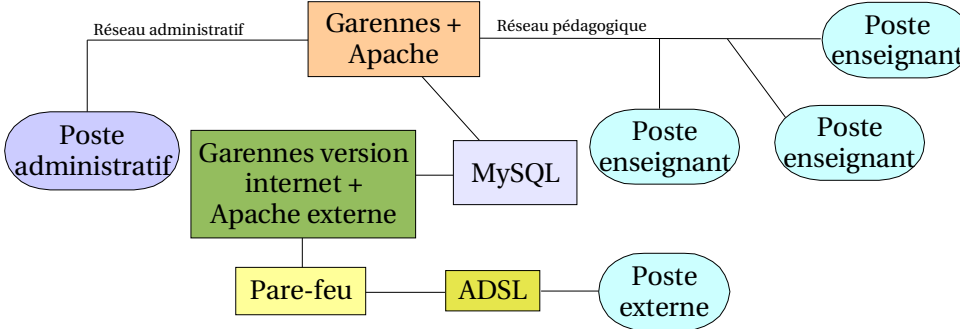 Réseau administratif
Garennes +
Apache
Réseau pédagogique
Poste
enseignant
Poste
administratif
Garennes version
internet +
Apache externe
MySQL
Poste
enseignant
Poste
enseignant
Pare-feu
ADSL
Poste
externe